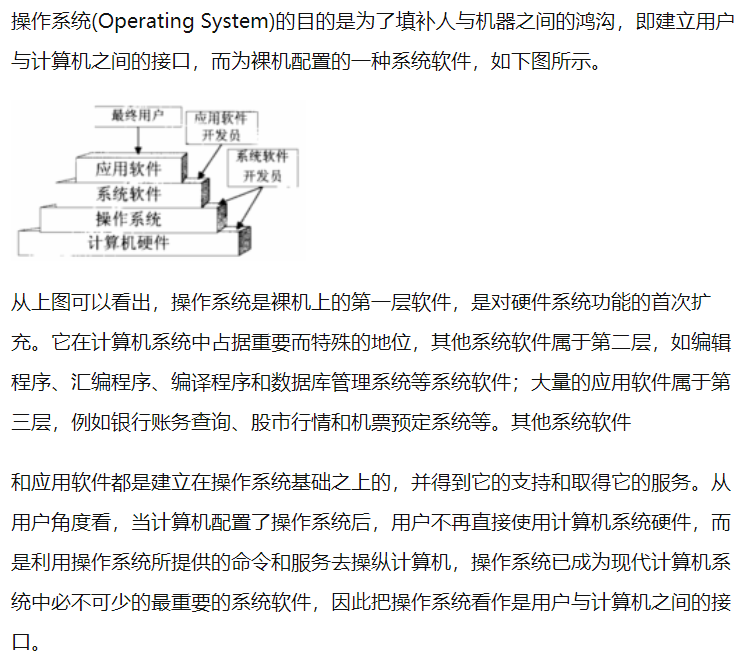 操作系统(Operating System)的目的是为了填补人与机器之间的鸿沟，即建立用户
与计算机之间的接口，而为裸机配置的一种系统软件，如下图所示。
最终用户
应用软件
开发员
系统软件
开发员
应用软件
系统软件
操作系统
计算机硬件
从上图可以看出，操作系统是裸机上的第一层软件，是对硬件系统功能的首次扩
充。它在计算机系统中占据重要而特殊的地位，其他系统软件属于第二层，如编辑
程序、汇编程序、编译程序和数据库管理系统等系统软件；大量的应用软件属于第
三层，例如银行账务查询、股市行情和机票预定系统等。其他系统软件
和应用软件都是建立在操作系统基础之上的，并得到它的支持和取得它的服务。从
用户角度看，当计算机配置了操作系统后，用户不再直接使用计算机系统硬件，而
是利用操作系统所提供的命令和服务去操纵计算机，操作系统已成为现代计算机系
统中必不可少的最重要的系统软件，因此把操作系统看作是用户与计算机之间的接
口。